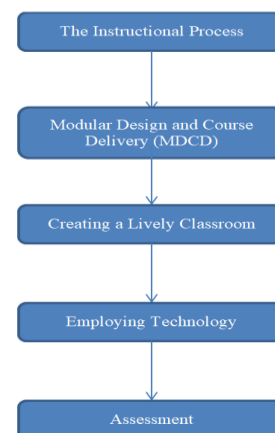 The Instructional Process
Modular Design and Course
Delivery (MDCD)
Creating a Lively Classroom
Employing Technology
Assessment